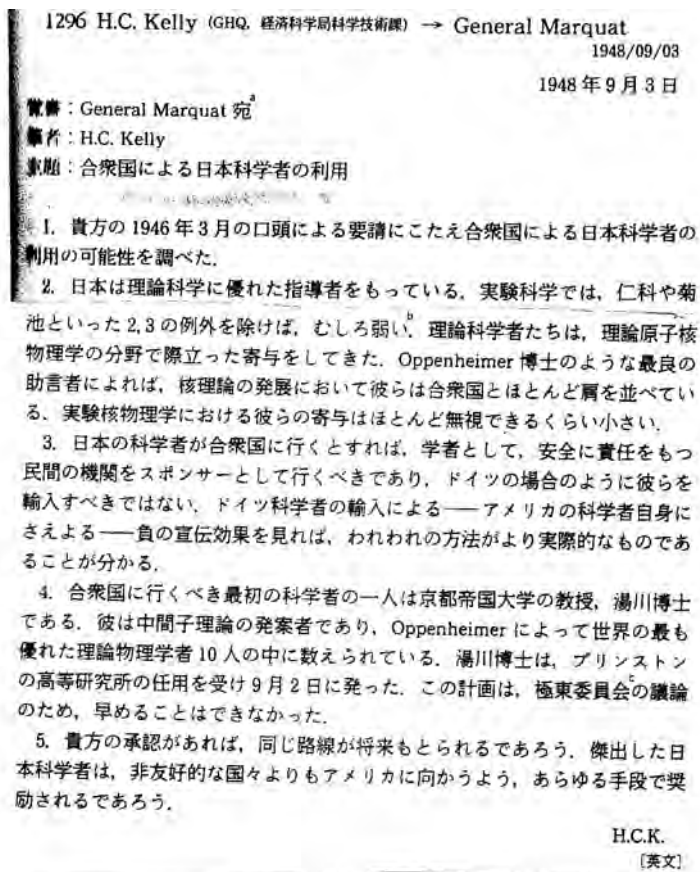 1296 H.C. Kelly (GHQ, 経済科学局科学技術課) → General Marquat
1948/09/03
1948年9月3日
覚書：General Marquat 宛a
筆者：H.C. Kelly
表題：合衆国による日本科学者の利用
1. 貴方の1946年3月の口頭による要請にこたえ合衆国による日本科学者の
利用の可能性を調べた．
2. 日本は理論科学に優れた指導者をもっている．実験科学では，仁科や菊
池といった2,3の例外を除けば，むしろ弱いb．理論科学者たちは，理論原子核
物理学の分野で際立った寄与をしてきた．Oppenheimer 博士のような最良の
助言者によれば，核理論の発展において彼らは合衆国とほとんど肩を並べてい
る．実験核物理学における彼らの寄与はほとんど無視できるくらい小さい．
3. 日本の科学者が合衆国に行くとすれば，学者として，安全に責任をもつ
民間の機関をスポンサーとして行くべきであり，ドイツの場合のように彼らを
輸入すべきではない．ドイツ科学者の輸入による——アメリカの科学者自身に
さえよる——負の宣伝効果を見れば，われわれの方法がより実際的なものであ
ることが分かる．
4. 合衆国に行くべき最初の科学者の一人は京都帝国大学の教授，湯川博士
である．彼は中間子理論の発案者であり，Oppenheimer によって世界の最も
優れた理論物理学者10人の中に数えられている．湯川博士は，プリンストン
の高等研究所の任用を受け9月2日に発った．この計画は，極東委員会cの議論
のため，早めることはできなかった．
5. 貴方の承認があれば，同じ路線が将来もとられるであろう．傑出した日
本科学者は，非友好的な国々よりもアメリカに向かうよう，あらゆる手段で奨
励されるであろう．
H.C.K.
[英文]